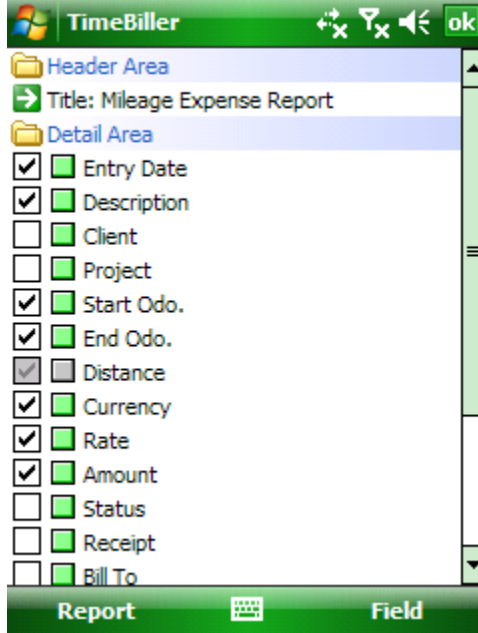 TimeBiller
ok
Header Area
Title: Mileage Expense Report
Detail Area
Entry Date
Description
Client
Project
Start Odo.
End Odo.
Distance
Currency
Rate
Amount
Status
Receipt
Bill To
Report Field